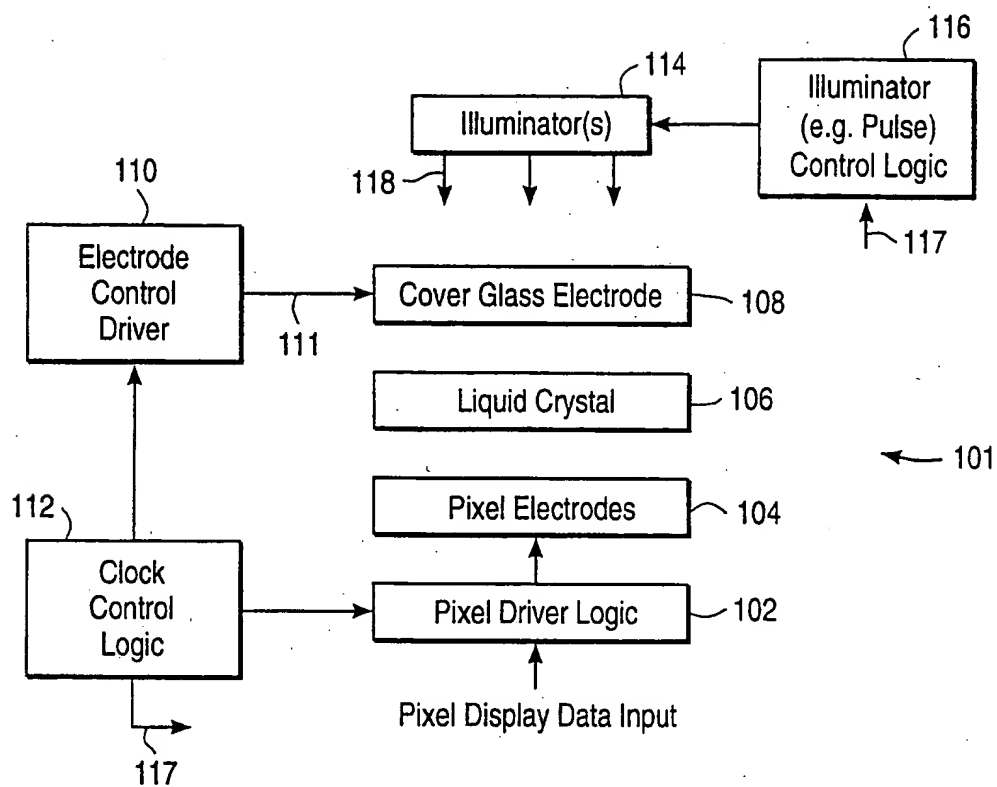 116
114
Illuminator
(e.g. Pulse)
Control Logic
Illuminator(s)
118
117
110
Electrode
Control
Driver
111
Cover Glass Electrode
108
Liquid Crystal
106
101
Pixel Electrodes
104
112
Clock
Control
Logic
Pixel Driver Logic
102
Pixel Display Data Input
117